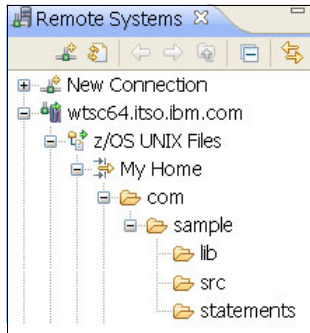 Remote Systems
New Connection
wtsc64.itso.ibm.com
z/OS UNIX Files
My Home
com
sample
lib
src
statements